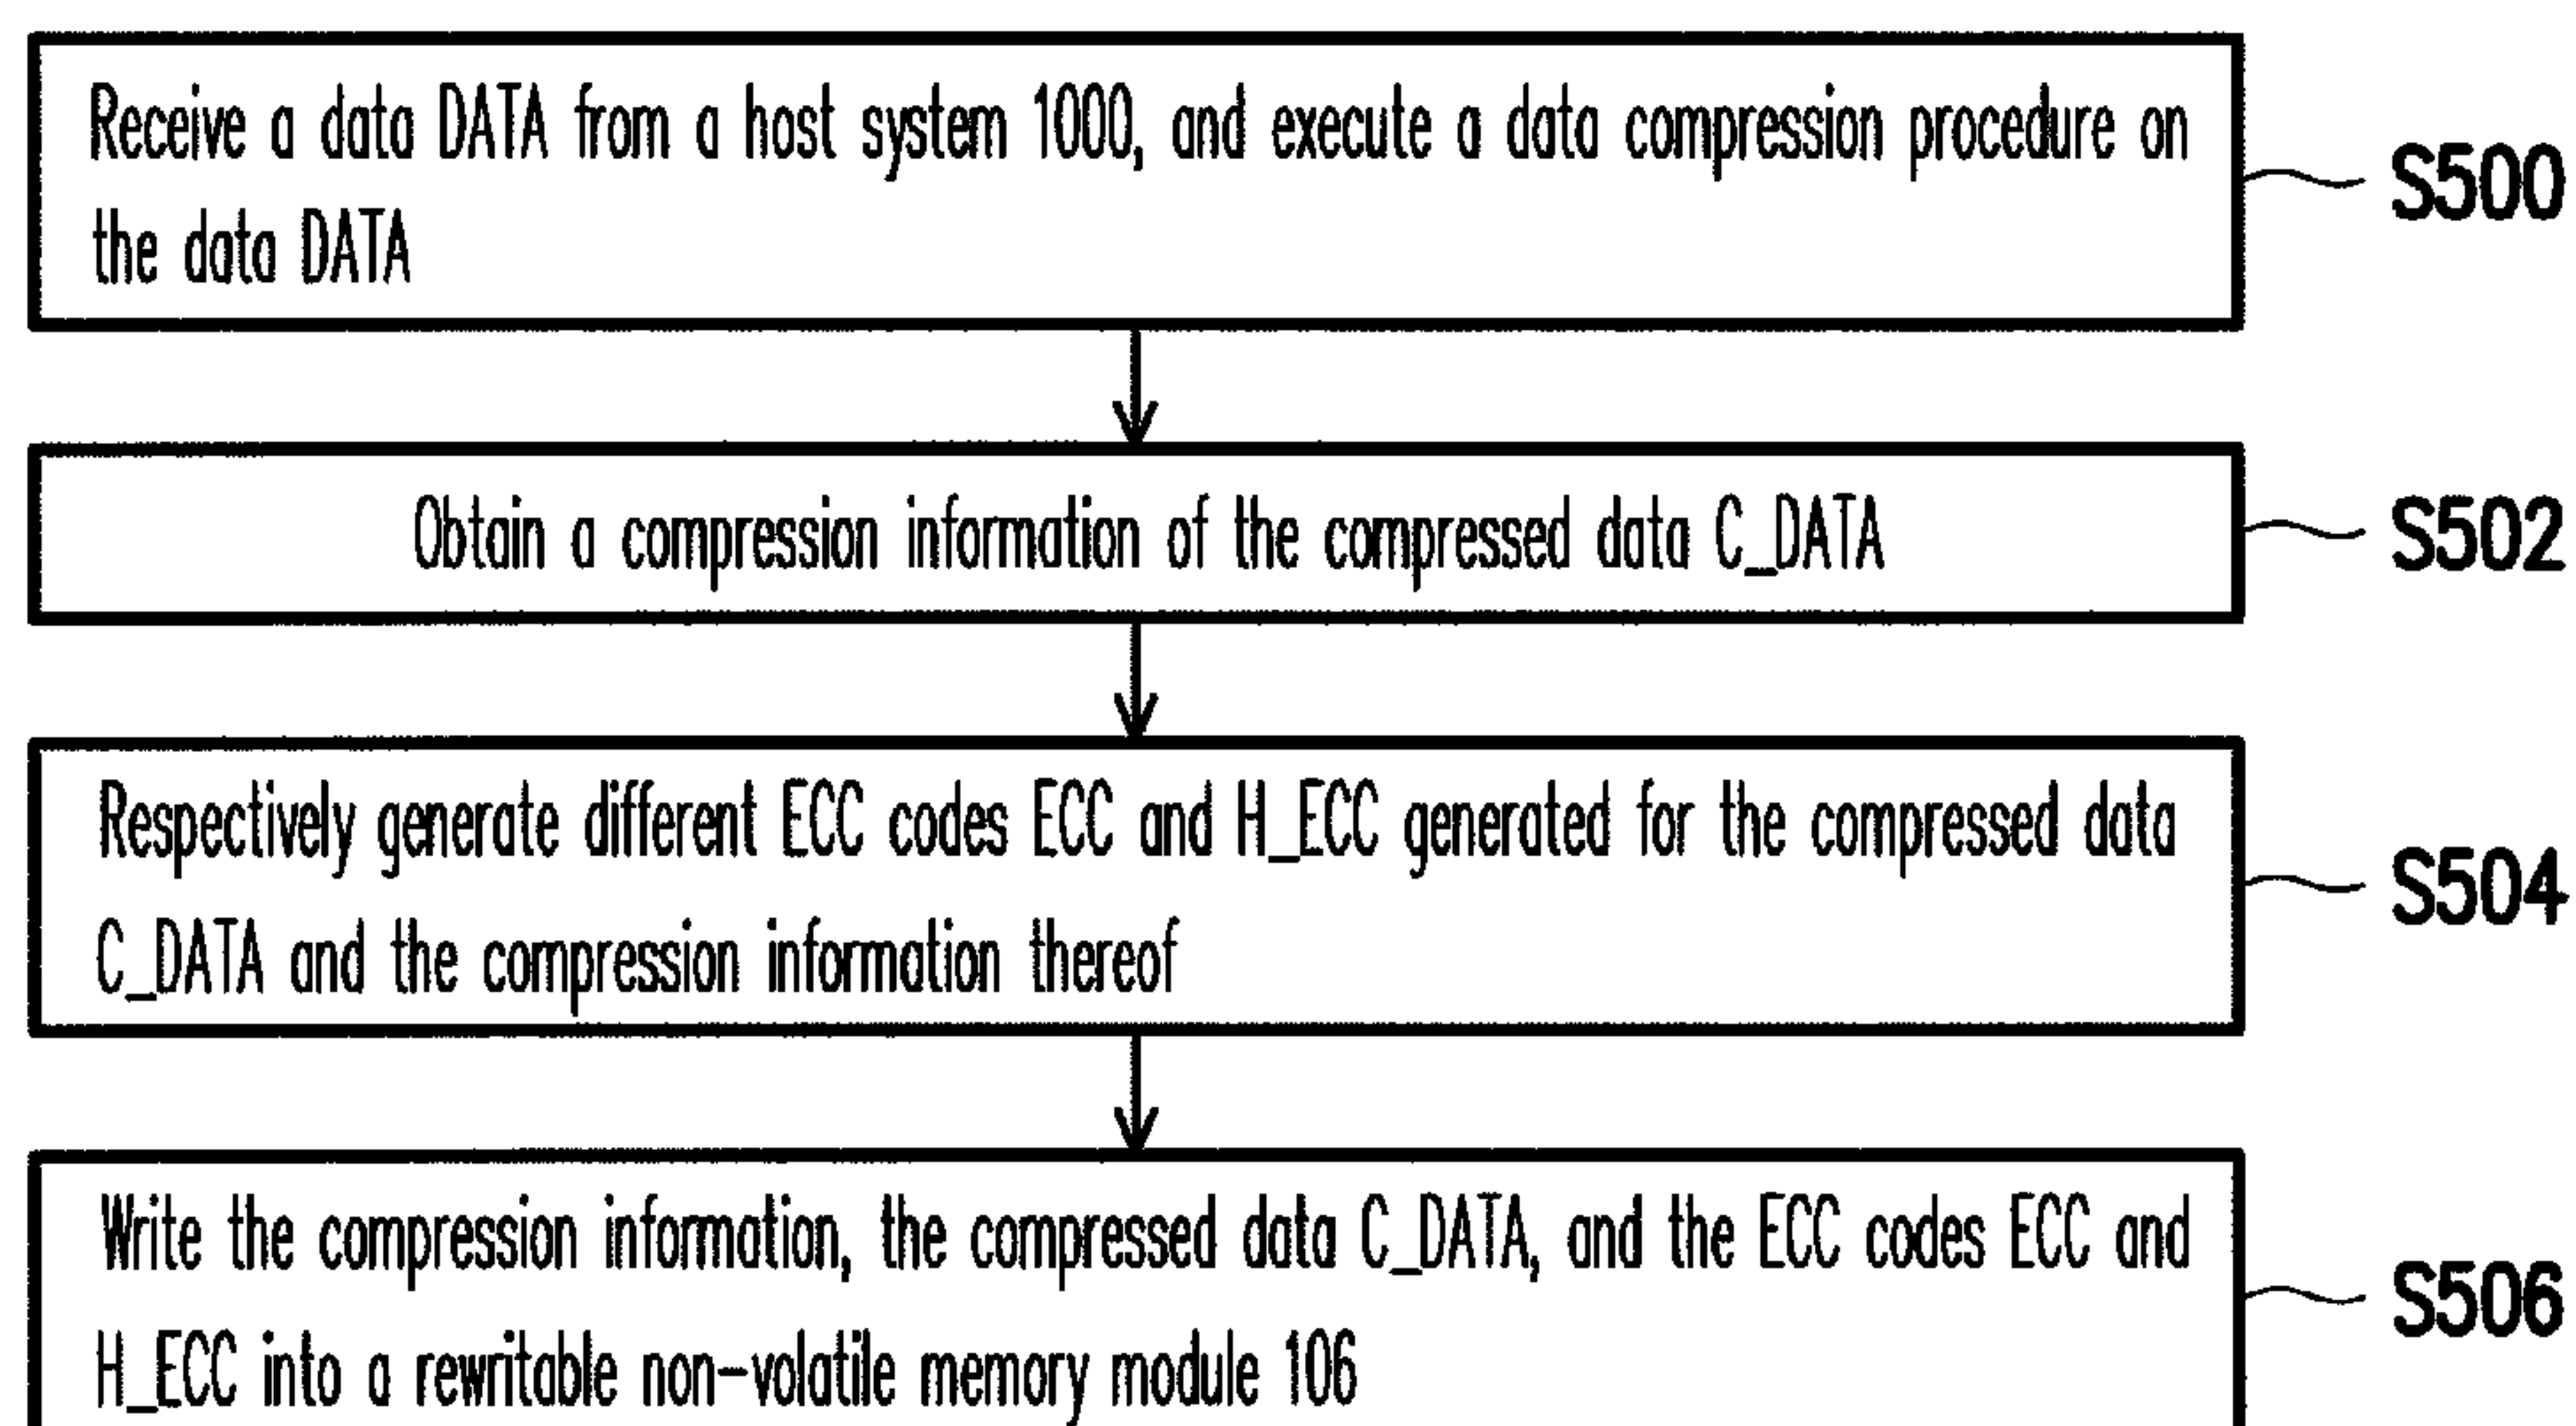 Receive a data DATA from a host system 1000, and execute a data compression procedure on
the data DATA
S500
Obtain a compression information of the compressed data C_DATA
S502
Respectively generate different ECC codes ECC and H_ECC generated for the compressed data
C_DATA and the compression information thereof
S504
Write the compression information, the compressed data C_DATA, and the ECC codes ECC and
H_ECC into a rewritable non-volatile memory module 106
S506